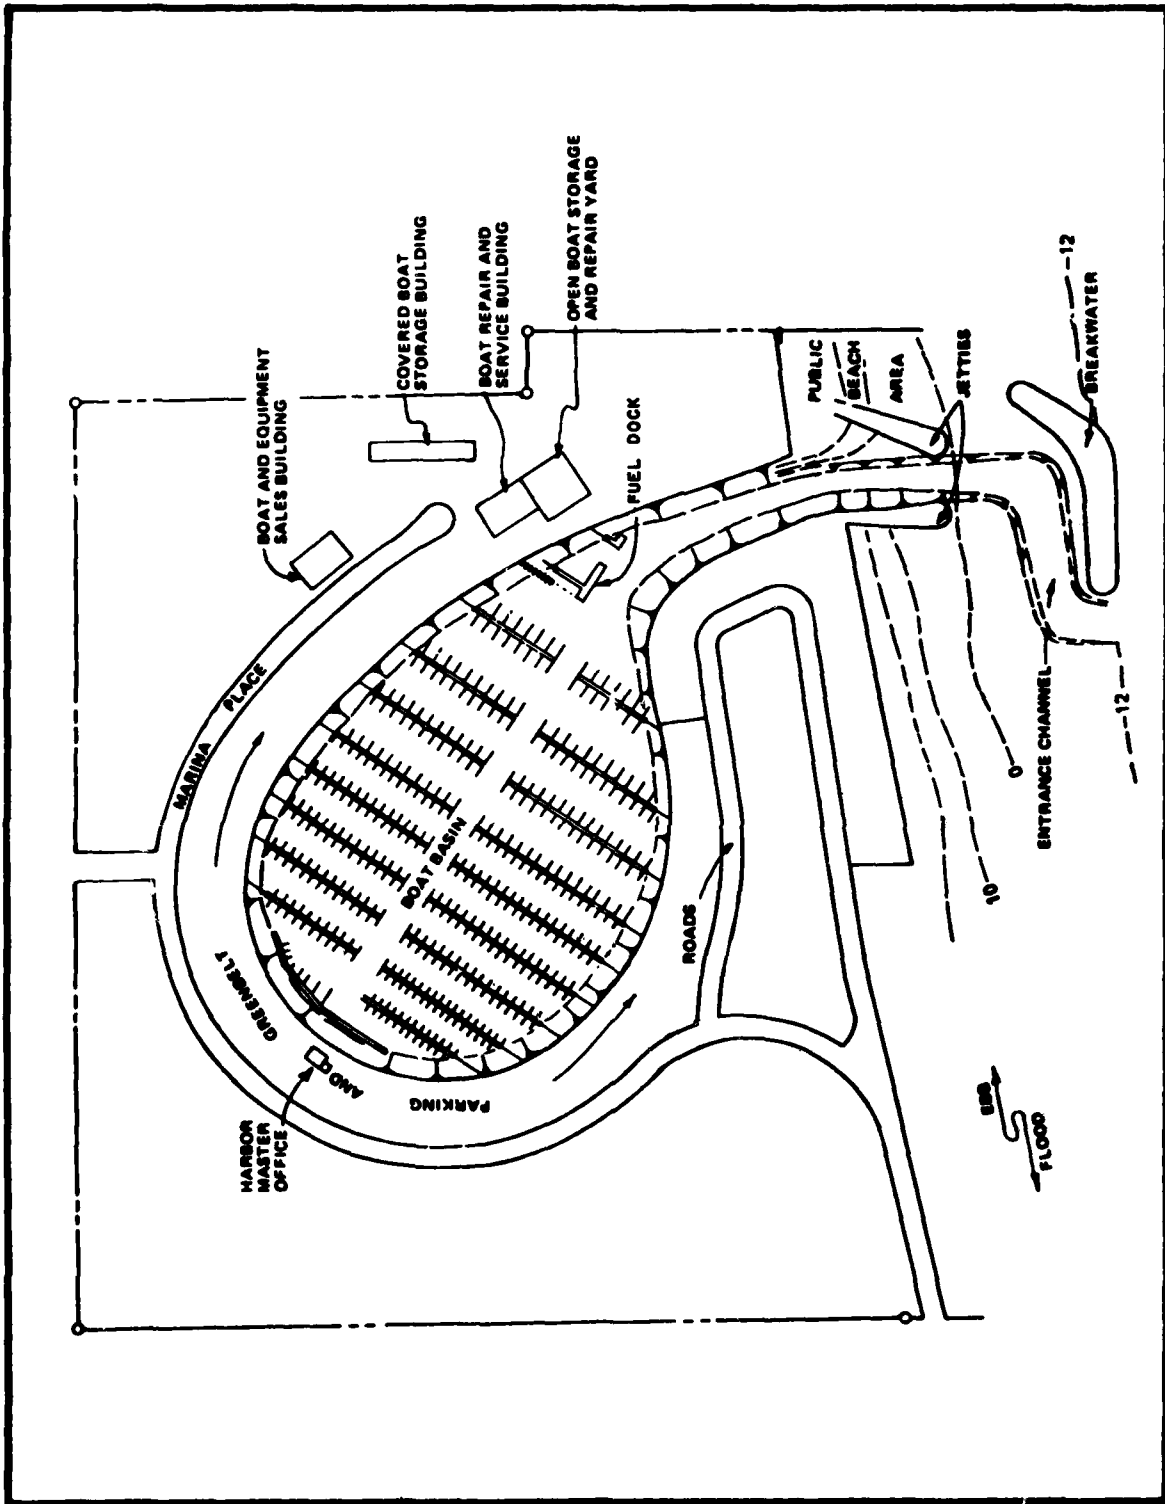 BOAT AND EQUIPMENT
SALES BUILDING
COVERED BOAT
STORAGE BUILDING
BOAT REPAIR AND
SERVICE BUILDING
OPEN BOAT STORAGE
AND REPAIR YARD
MARINA PLACE
FUEL DOCK
PUBLIC
BEACH
AREA
JETTIES
-12
BREAKWATER
BOAT BASIN
GREENBELT
AND
PARKING
HARBOR
MASTER
OFFICE
ROADS
0
10
ENTRANCE CHANNEL
-12
EBB
FLOOD